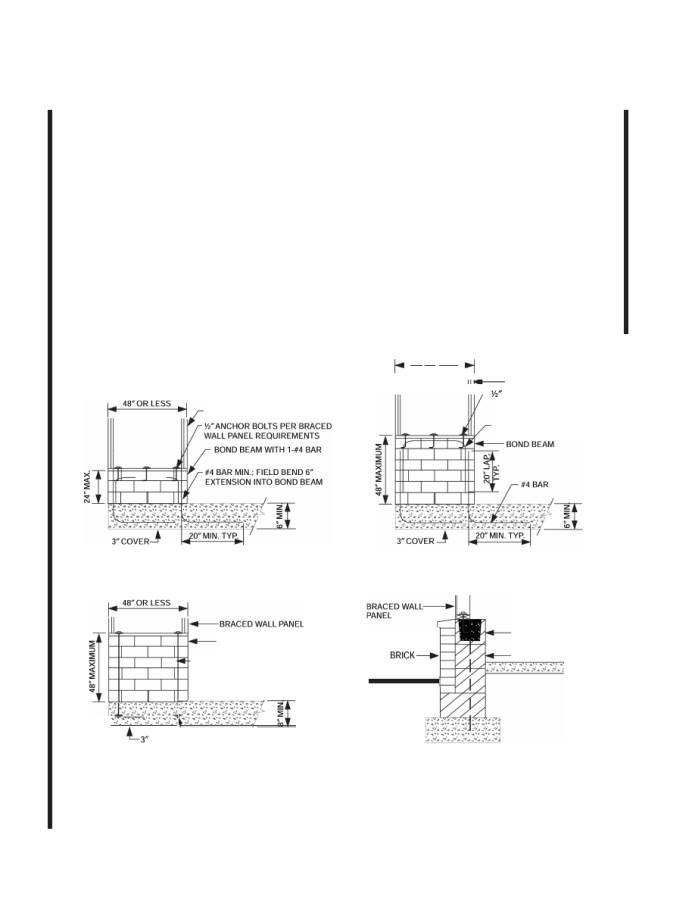 48" OR LESS
½" ANCHOR BOLTS PER BRACED
WALL PANEL REQUIREMENTS
BOND BEAM WITH 1-#4 BAR
#4 BAR MIN.; FIELD BEND 6"
EXTENSION INTO BOND BEAM
24" MAX.
6" MIN.
20" MIN. TYP.
3" COVER
½"
BOND BEAM
48" MAXIMUM
20" LAP.
TYP.
#4 BAR
6" MIN.
20" MIN. TYP.
3" COVER
48" OR LESS
BRACED WALL PANEL
48" MAXIMUM
8" MIN.
3"
BRACED WALL
PANEL
BRICK